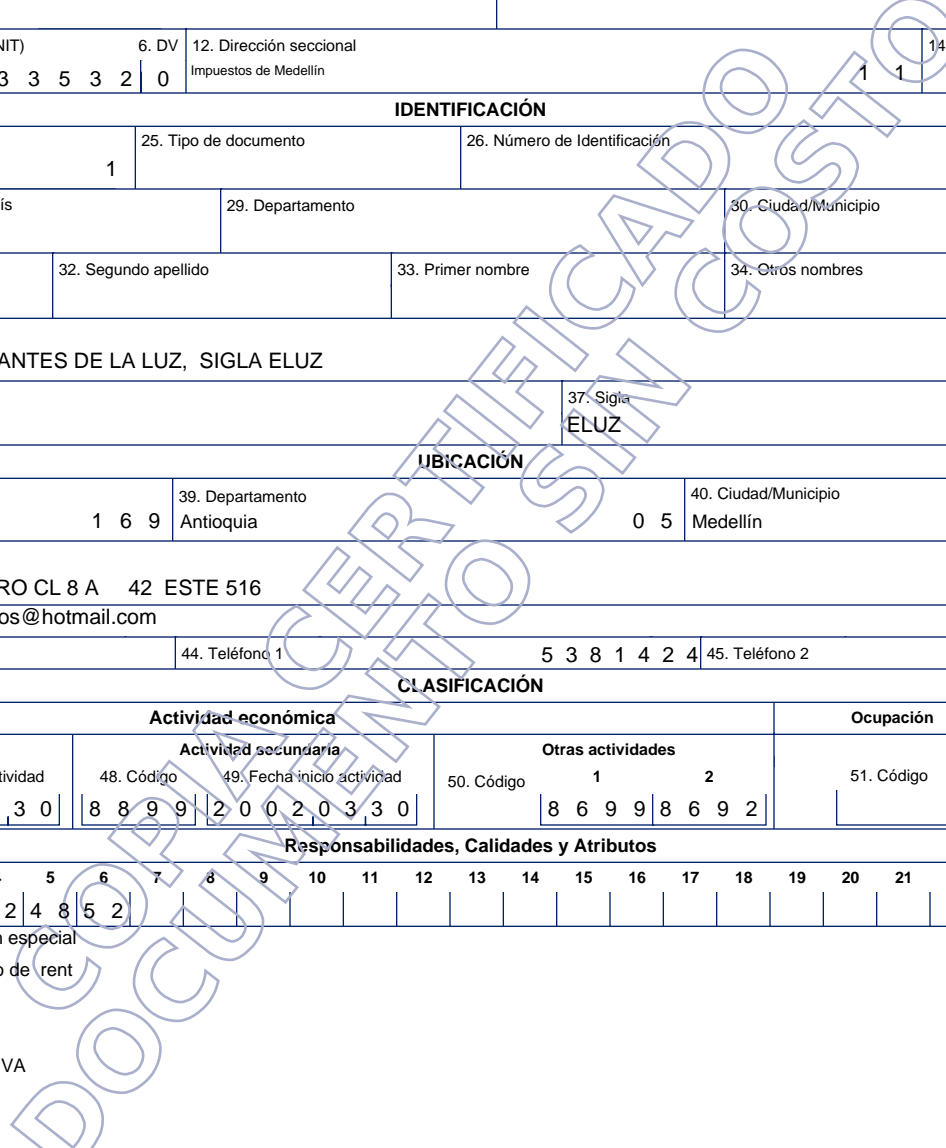 NIT) 6. DV 12. Dirección seccional 14
3 3 5 3 2 0 Impuestos de Medellín 1 1
IDENTIFICACIÓN
25. Tipo de documento 26. Número de Identificación
1
ís 29. Departamento 30. Ciudad/Municipio
32. Segundo apellido 33. Primer nombre 34. Otros nombres
ANTES DE LA LUZ, SIGLA ELUZ
37. Sigla
ELUZ
UBICACIÓN
39. Departamento 40. Ciudad/Municipio
1 6 9 Antioquia 0 5 Medellín
RO CL 8 A 42 ESTE 516
os@hotmail.com
44. Teléfono 1 5 3 8 1 4 2 4 45. Teléfono 2
CLASIFICACIÓN
Actividad económica Ocupación
Actividad secundaria Otras actividades
tividad 48. Código 49. Fecha inicio actividad 50. Código 1 2 51. Código
3 0 8 8 9 9 2 0 0 2 0 3 3 0 8 6 9 9 8 6 9 2
Responsabilidades, Calidades y Atributos
5 6 7 8 9 10 11 12 13 14 15 16 17 18 19 20 21
2 4 8 5 2
n especial
o de rent
VA
COPIA CERTIFICADO
DOCUMENTO SIN COSTO